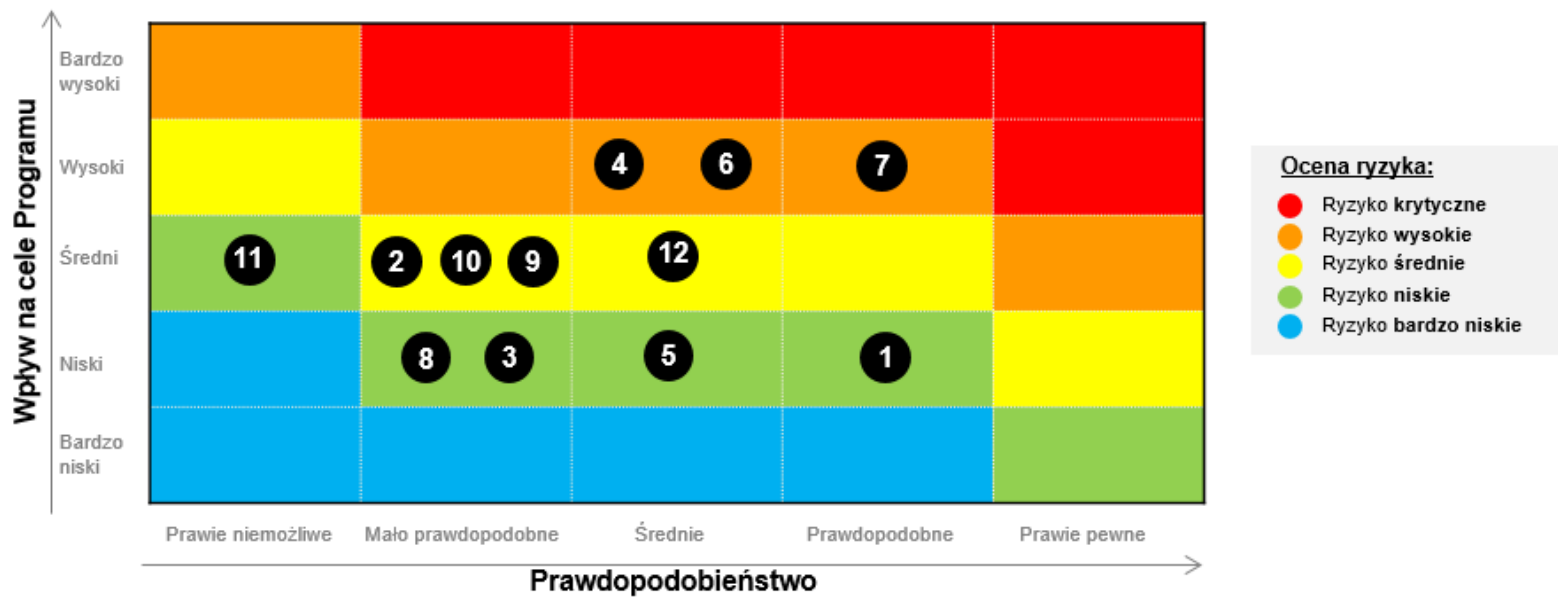 Wpływ na cele Programu
Bardzo
wysoki
Wysoki
4
6
7
Średni
11
2
10
9
12
Niski
8
3
5
1
Bardzo
niski
Prawie niemożliwe
Mało prawdopodobne
Średnie
Prawdopodobne
Prawie pewne
Prawdopodobieństwo
Ocena ryzyka:
Ryzyko krytyczne
Ryzyko wysokie
Ryzyko średnie
Ryzyko niskie
Ryzyko bardzo niskie